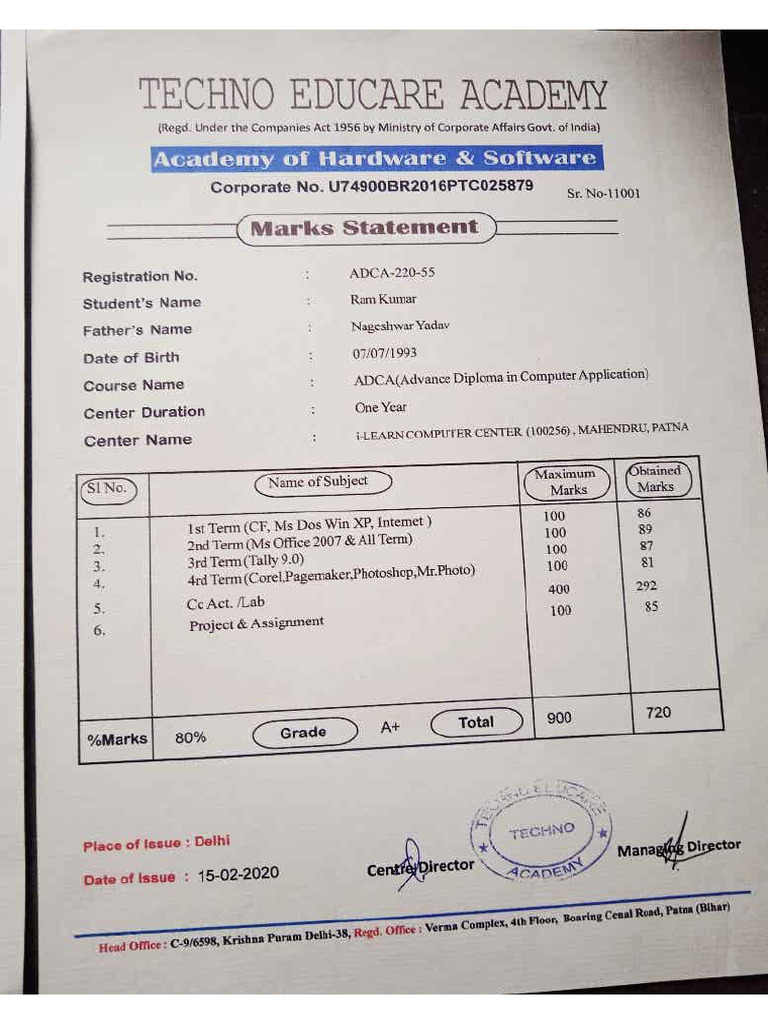 TECHNO EDUCARE ACADEMY
(Regd. Under the Companies Act 1956 by Ministry of Corporate Affairs Govt. of India)
Academy of Hardware & Software
Corporate No. U74900BR2016PTC025879
Sr. No-11001
Marks Statement
Registration No. : ADCA-220-55
Student's Name : Ram Kumar
Father's Name : Nageshwar Yadav
Date of Birth : 07/07/1993
Course Name : ADCA(Advance Diploma in Computer Application)
Center Duration : One Year
Center Name : i-LEARN COMPUTER CENTER (100256) , MAHENDRU, PATNA
Sl No. Name of Subject Maximum Marks Obtained Marks
1. 1st Term (CF, Ms Dos Win XP, Internet ) 100 86
2. 2nd Term (Ms Office 2007 & All Term) 100 89
3. 3rd Term (Tally 9.0) 100 87
4. 4rd Term (Corel,Pagemaker,Photoshop,Mr.Photo) 100 81
5. Cc Act. /Lab 400 292
6. Project & Assignment 100 85
%Marks 80% Grade A+ Total 900 720
TECHNO EDUCARE
TECHNO
ACADEMY
Place of Issue : Delhi
Date of Issue : 15-02-2020
Centre Director
Managing Director
Head Office : C-9/6598, Krishna Puram Delhi-38, Regd. Office : Verma Complex, 4th Floor, Boaring Cenal Road, Patna (Bihar)